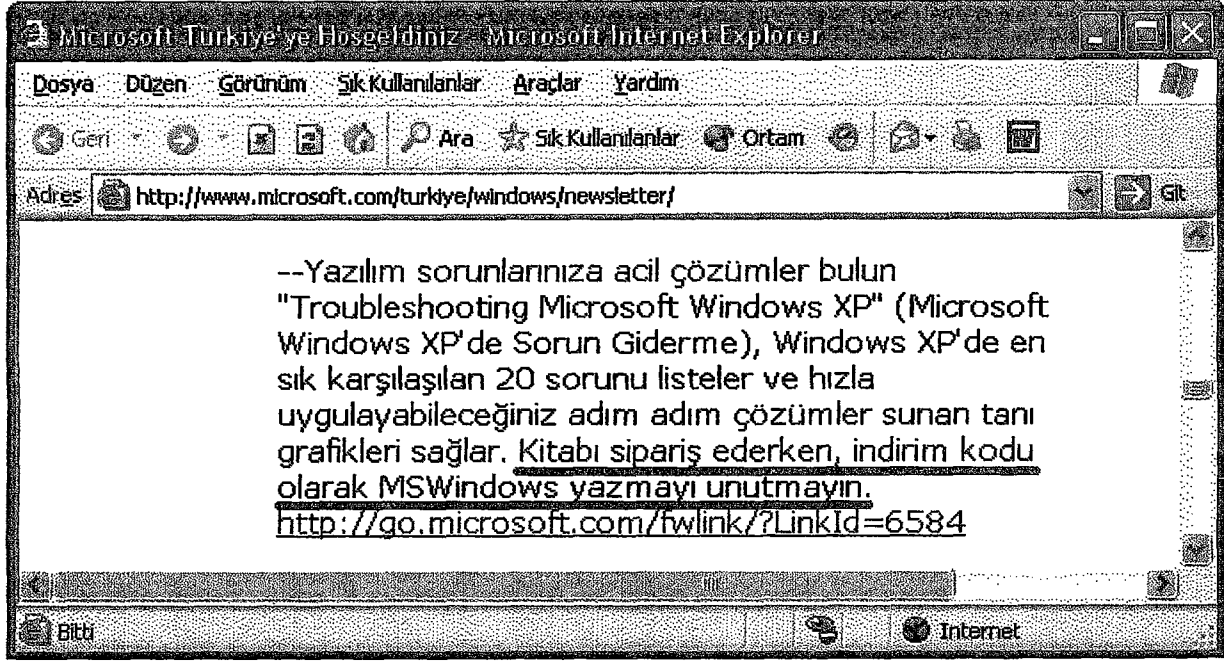 Microsoft Türkiye'ye Hoşgeldiniz - Microsoft Internet Explorer
Dosya Düzen Görünüm Sık Kullanılanlar Araçlar Yardım
Geri Ara Sık Kullanılanlar Ortam
Adres http://www.microsoft.com/turkiye/windows/newsletter/ Git
--Yazılım sorunlarınıza acil çözümler bulun
"Troubleshooting Microsoft Windows XP" (Microsoft
Windows XP'de Sorun Giderme), Windows XP'de en
sık karşılaşılan 20 sorunu listeler ve hızla
uygulayabileceğiniz adım adım çözümler sunan tanı
grafikleri sağlar. Kitabı sipariş ederken, indirim kodu
olarak MSWindows yazmayı unutmayın.
http://go.microsoft.com/fwlink/?LinkId=6584
Bitti Internet